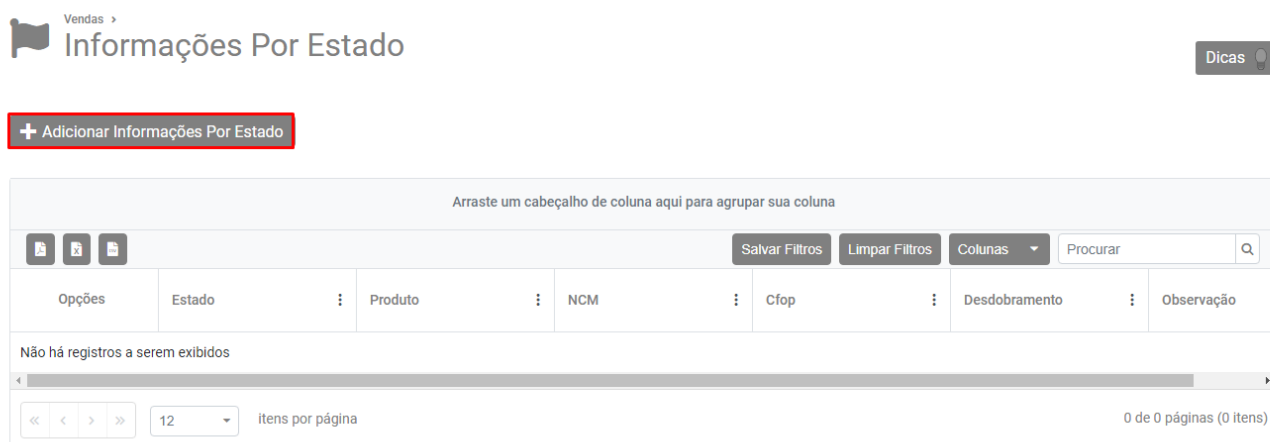 Vendas >
Informações Por Estado
Dicas
Adicionar Informações Por Estado
Arraste um cabeçalho de coluna aqui para agrupar sua coluna
Salvar Filtros Limpar Filtros Colunas Procurar
Opções Estado Produto NCM Cfop Desdobramento Observação
Não há registros a serem exibidos
« < > » 12 itens por página 0 de 0 páginas (0 itens)